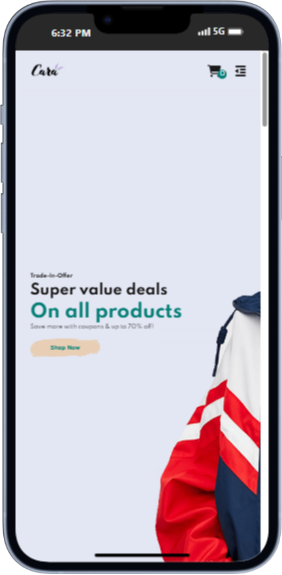 6:32 PM 5G
Cara
0
Trade-In-Offer
Super value deals
On all products
Save more with coupons & up to 70% off!
Shop Now